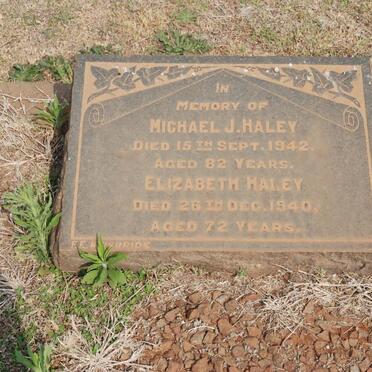 IN
MEMORY OF
MICHAEL J. HALEY
DIED 15TH SEPT. 1942.
AGED 82 YEARS.
ELIZABETH HALEY
DIED 26TH DEC. 1940.
AGED 72 YEARS.